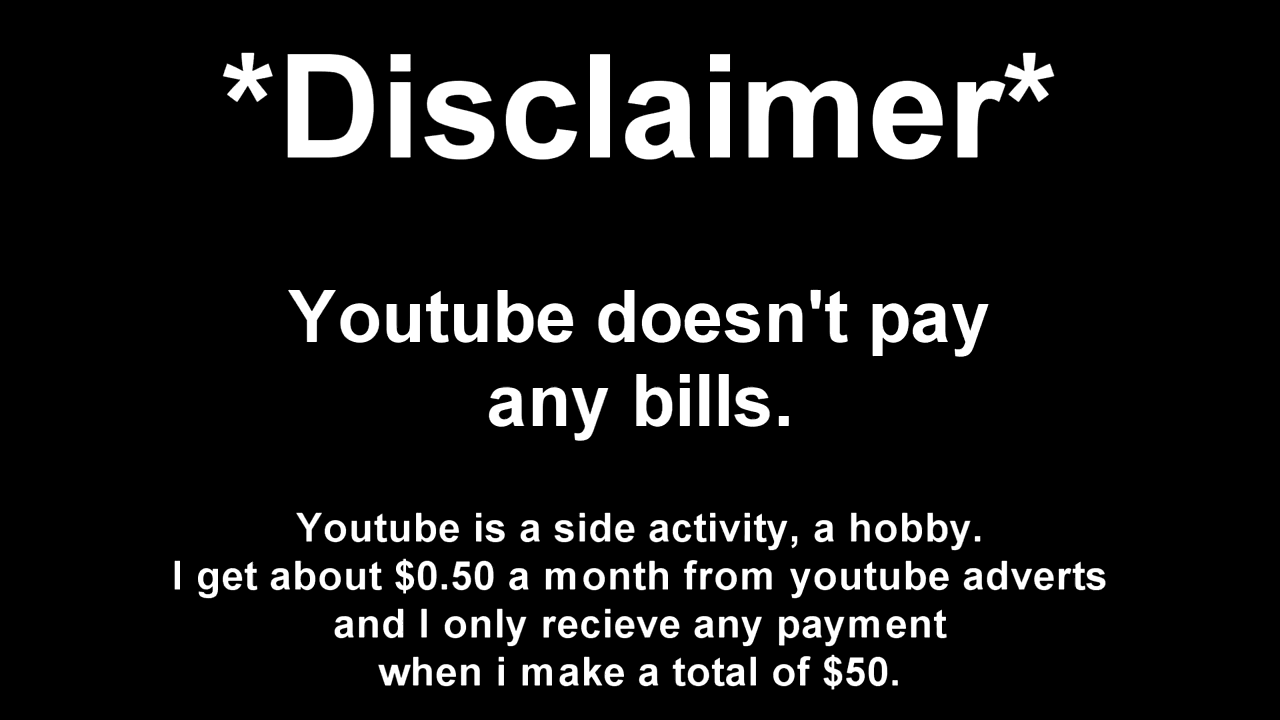 *Disclaimer*
Youtube doesn't pay
any bills.
Youtube is a side activity, a hobby.
I get about $0.50 a month from youtube adverts
and I only recieve any payment
when i make a total of $50.